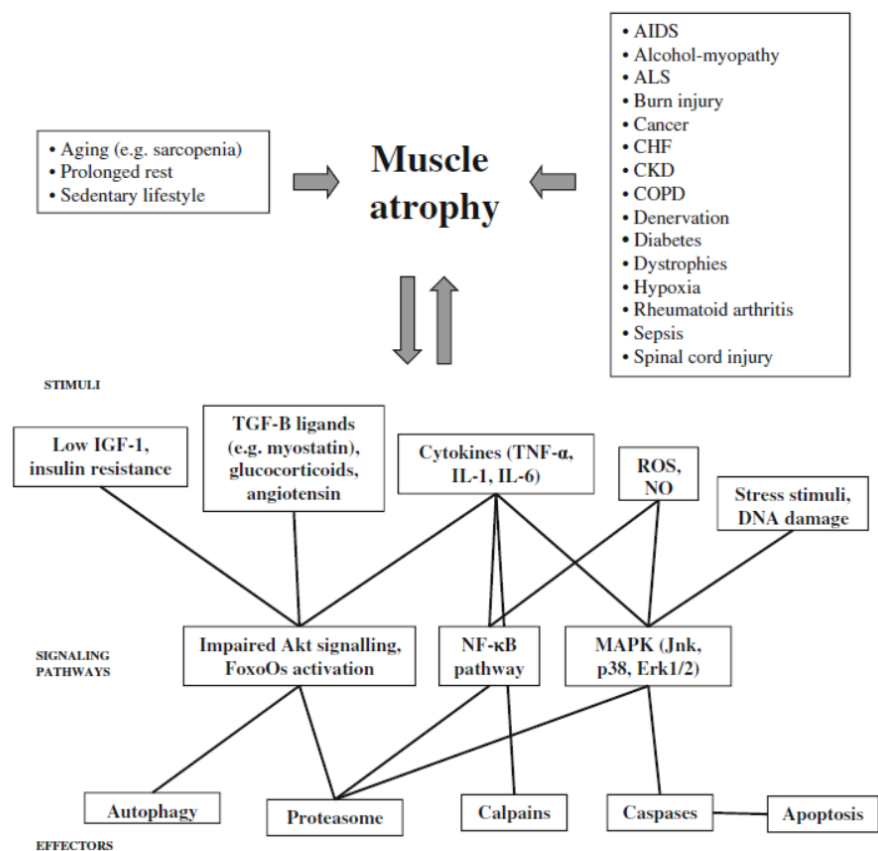 • Aging (e.g. sarcopenia)
• Prolonged rest
• Sedentary lifestyle
Muscle
atrophy
• AIDS
• Alcohol-myopathy
• ALS
• Burn injury
• Cancer
• CHF
• CKD
• COPD
• Denervation
• Diabetes
• Dystrophies
• Hypoxia
• Rheumatoid arthritis
• Sepsis
• Spinal cord injury
STIMULI
Low IGF-1,
insulin resistance
TGF-B ligands
(e.g. myostatin),
glucocorticoids,
angiotensin
Cytokines (TNF-α,
IL-1, IL-6)
ROS,
NO
Stress stimuli,
DNA damage
SIGNALING
PATHWAYS
Impaired Akt signalling,
FoxoOs activation
NF-κB
pathway
MAPK (Jnk,
p38, Erk1/2)
Autophagy
Proteasome
Calpains
Caspases
Apoptosis
EFFECTORS